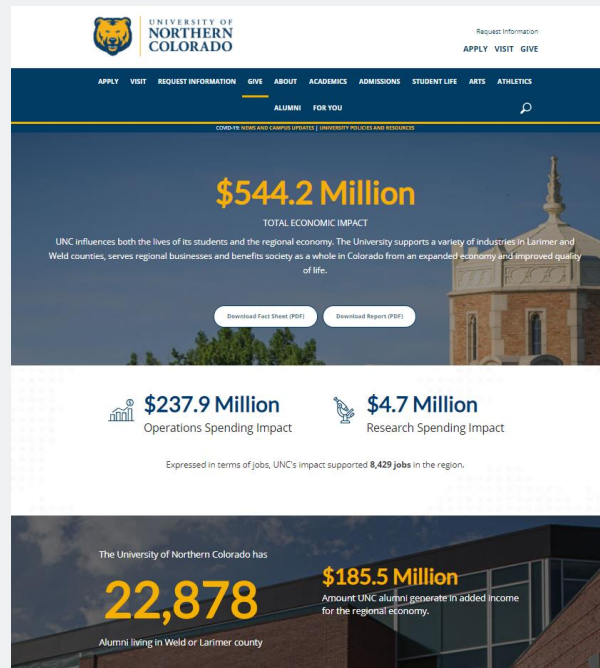 UNIVERSITY OF
NORTHERN
COLORADO
Request Information
APPLY VISIT GIVE
APPLY VISIT REQUEST INFORMATION GIVE ABOUT ACADEMICS ADMISSIONS STUDENT LIFE ARTS ATHLETICS
ALUMNI FOR YOU
COVID-19: NEWS AND CAMPUS UPDATES | UNIVERSITY POLICIES AND RESOURCES
$544.2 Million
TOTAL ECONOMIC IMPACT
UNC influences both the lives of its students and the regional economy. The University supports a variety of industries in Larimer and
Weld counties, serves regional businesses and benefits society as a whole in Colorado from an expanded economy and improved quality
of life.
Download Fact Sheet (PDF) Download Report (PDF)
$237.9 Million
Operations Spending Impact
$4.7 Million
Research Spending Impact
Expressed in terms of jobs, UNC's impact supported 8,429 jobs in the region.
The University of Northern Colorado has
22,878
Alumni living in Weld or Larimer county
$185.5 Million
Amount UNC alumni generate in added income
for the regional economy.